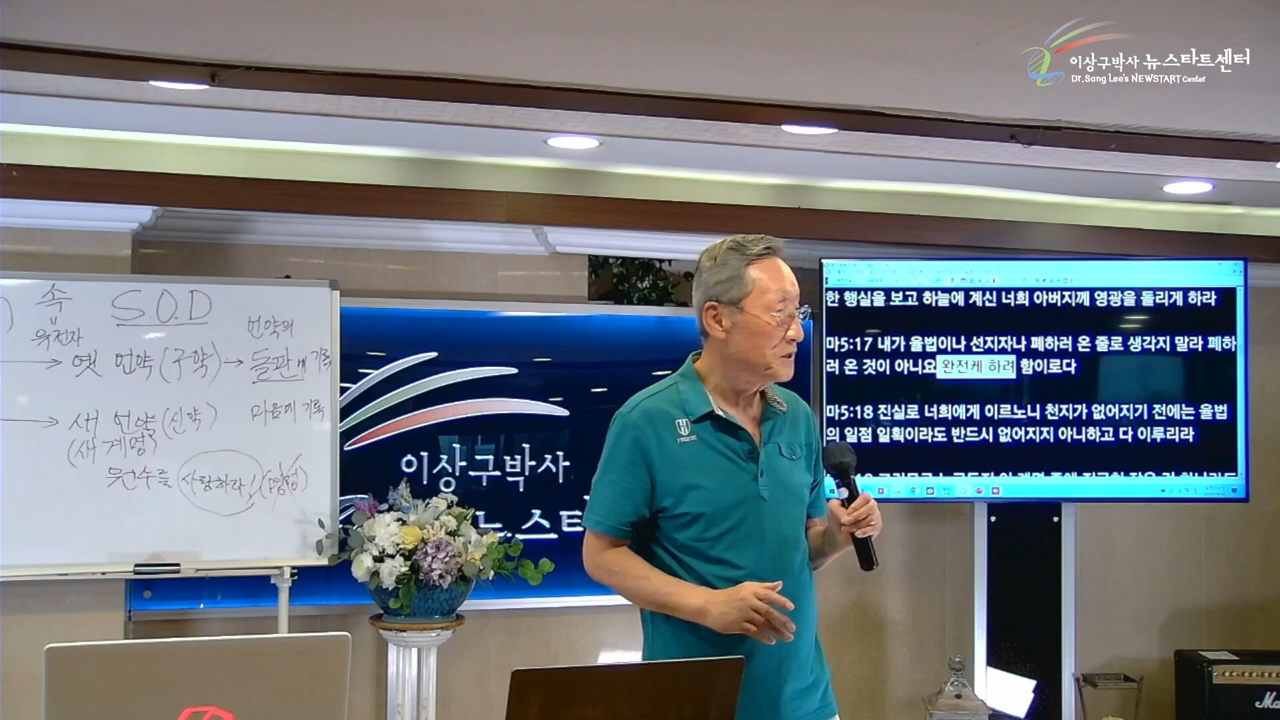 이상구박사 뉴스타트센터
Dr. Sang Lee's NEWSTART Center
속 S.O.D
유전자
언약의
옛 언약(구약) → 돌판에 기록
새 언약(신약) 마음에 기록
(새 계명)
원수를 사랑하라!
이상구박사
뉴스타
한 행실을 보고 하늘에 계신 너희 아버지께 영광을 돌리게 하라
마5:17 내가 율법이나 선지자나 폐하러 온 줄로 생각지 말라 폐하
러 온 것이 아니요 완전케 하려 함이로다
마5:18 진실로 너희에게 이르노니 천지가 없어지기 전에는 율법
의 일점 일획이라도 반드시 없어지지 아니하고 다 이루리라